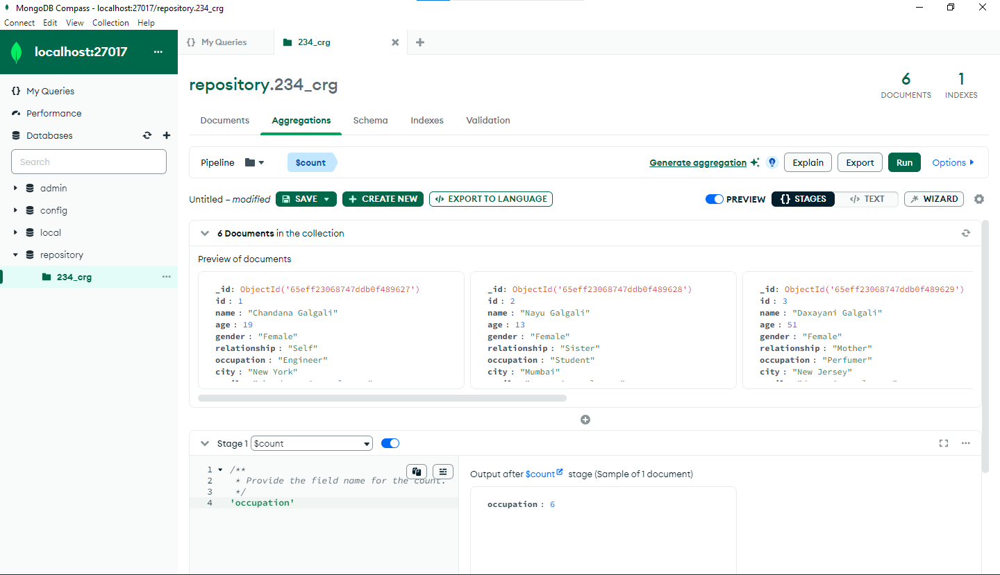 MongoDB Compass - localhost:27017/repository.234_crg
Connect Edit View Collection Help
localhost:27017
My Queries
Performance
Databases
Search
admin
config
local
repository
234_crg
{} My Queries
234_crg
repository.234_crg
6
DOCUMENTS
1
INDEXES
Documents Aggregations Schema Indexes Validation
Pipeline $count Generate aggregation Explain Export Run Options
Untitled – modified SAVE + CREATE NEW </> EXPORT TO LANGUAGE PREVIEW {} STAGES </> TEXT WIZARD
6 Documents in the collection
Preview of documents
_id: ObjectId('65eff23068747ddb0f489627')
id : 1
name : "Chandana Galgali"
age : 19
gender : "Female"
relationship : "Self"
occupation : "Engineer"
city : "New York"
_id: ObjectId('65eff23068747ddb0f489628')
id : 2
name : "Nayu Galgali"
age : 13
gender : "Female"
relationship : "Sister"
occupation : "Student"
city : "Mumbai"
_id: ObjectId('65eff23068747ddb0f489629')
id : 3
name : "Daxayani Galgali"
age : 51
gender : "Female"
relationship : "Mother"
occupation : "Perfumer"
city : "New Jersey"
Stage 1 $count
1 /**
2 * Provide the field name for the count.
3 */
4 'occupation'
Output after $count stage (Sample of 1 document)
occupation : 6